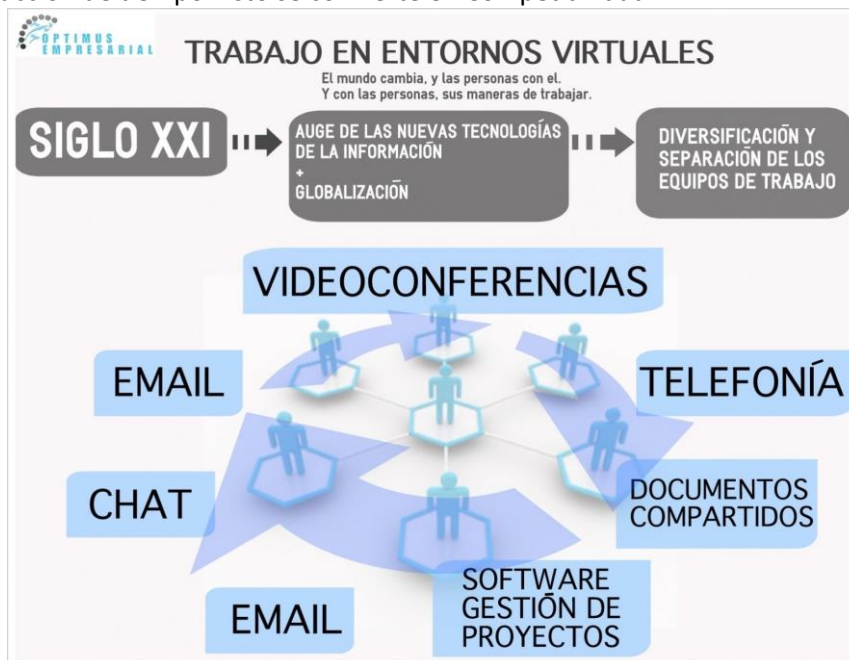 OPTIMUS
EMPRESARIAL
TRABAJO EN ENTORNOS VIRTUALES
El mundo cambia, y las personas con el.
Y con las personas, sus maneras de trabajar.
SIGLO XXI
AUGE DE LAS NUEVAS TECNOLOGÍAS
DE LA INFORMACIÓN
+
GLOBALIZACIÓN
DIVERSIFICACIÓN Y
SEPARACIÓN DE LOS
EQUIPOS DE TRABAJO
VIDEOCONFERENCIAS
EMAIL
TELEFONÍA
CHAT
DOCUMENTOS
COMPARTIDOS
EMAIL
SOFTWARE
GESTIÓN DE
PROYECTOS